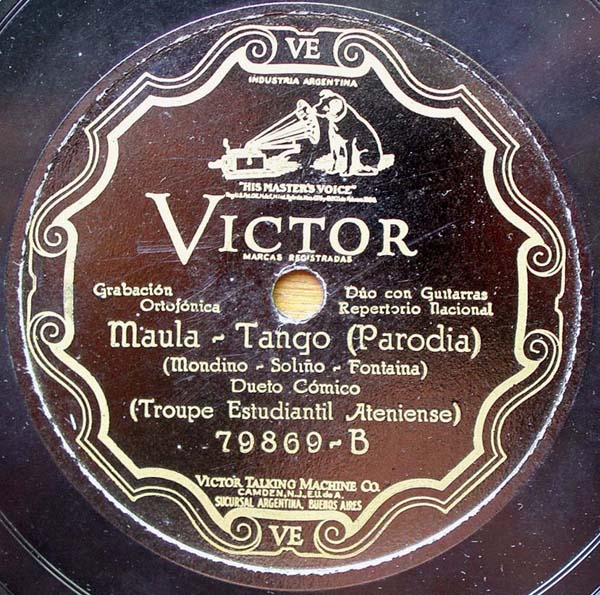 VE
INDUSTRIA ARGENTINA
"HIS MASTER'S VOICE"
VICTOR
MARCAS REGISTRADAS
Grabación Ortofónica
Dúo con Guitarras
Repertorio Nacional
Maula - Tango (Parodia)
(Mondino - Soliño - Fontaina)
Dueto Cómico
(Troupe Estudiantil Ateniense)
79869-B
VICTOR TALKING MACHINE CO.
CAMDEN, N.J., E.U. de A.
SUCURSAL ARGENTINA, BUENOS AIRES
VE